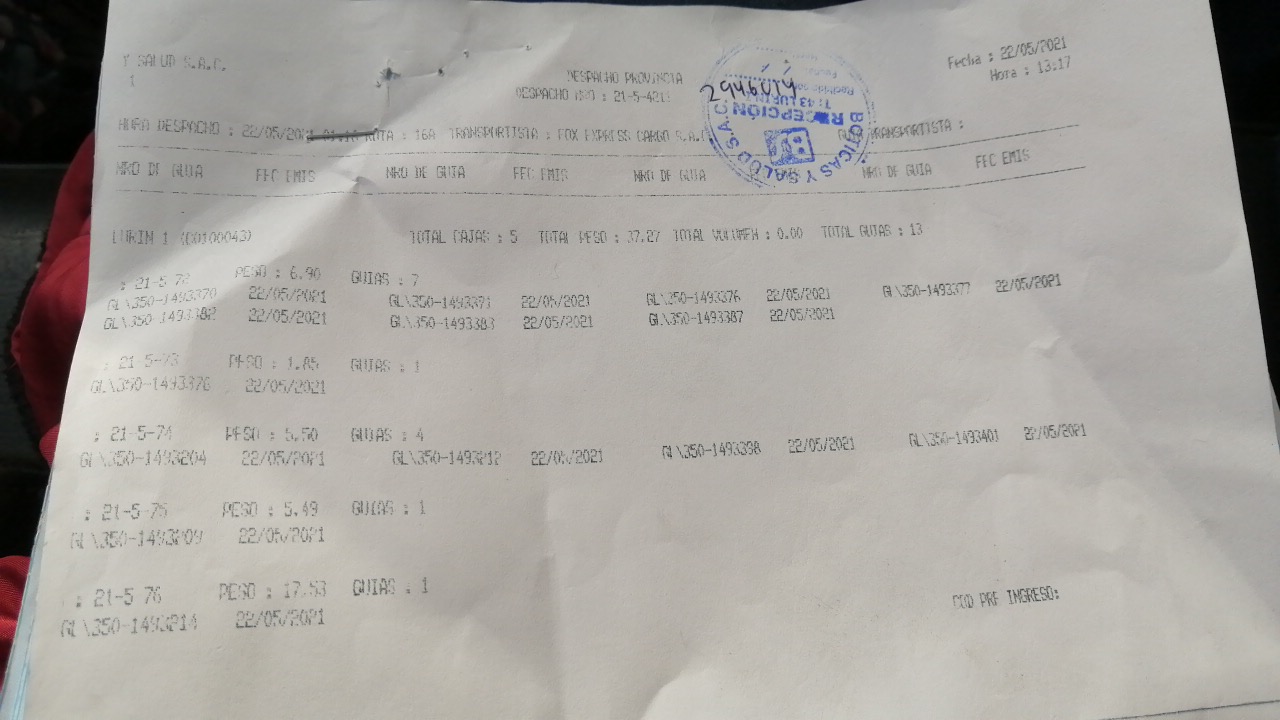 Y SALUD S.A.C.
1
Fecha : 22/05/2021
Hora : 13:17
DESPACHO PROVINCIA
DESPACHO NRO : 21-5-4211
2946014
BOTICAS Y SALUD S.A.C.
RECEPCIÓN
LURIN
HORA DESPACHO : 22/05/2021 RUTA : 16A TRANSPORTISTA : FOX EXPRESS CARGO S.A.C TRANSPORTISTA :
NRO DE GUIA FEC EMIS NRO DE GUIA FEC EMIS NRO DE GUIA NRO DE GUIA FEC EMIS
LURIN 1 (00100043) TOTAL CAJAS : 5 TOTAL PESO : 37.27 TOTAL VOLUMEN : 0.00 TOTAL GUIAS : 13
: 21-5-72 PESO : 6.90 GUIAS : 7
GL\350-1493370 22/05/2021 GL\350-1493371 22/05/2021 GL\350-1493376 22/05/2021 GL\350-1493377 22/05/2021
GL\350-1493382 22/05/2021 GL\350-1493383 22/05/2021 GL\350-1493387 22/05/2021
: 21-5-73 PESO : 1.85 GUIAS : 1
22/05/2021
: 21-5-74 PESO : 5.50 GUIAS : 4
GL\350-1493204 22/05/2021 GL\350-1493212 22/05/2021 GL\350-1493398 22/05/2021 GL\350-1493401 22/05/2021
: 21-5-75 PESO : 5.49 GUIAS : 1
GL\350-1493209 22/05/2021
: 21-5 76 PESO : 17.53 GUIAS : 1
GL\350-1493214 22/05/2021
COD PRF INGRESO: